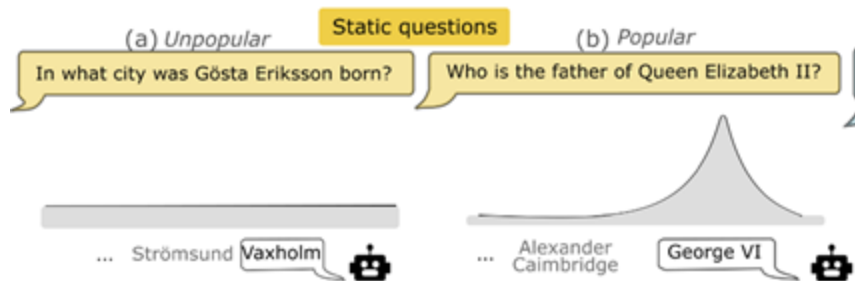 Static questions
(a) Unpopular
(b) Popular
In what city was Gösta Eriksson born?
Who is the father of Queen Elizabeth II?
... Strömsund Vaxholm
... Alexander
Caimbridge
George VI